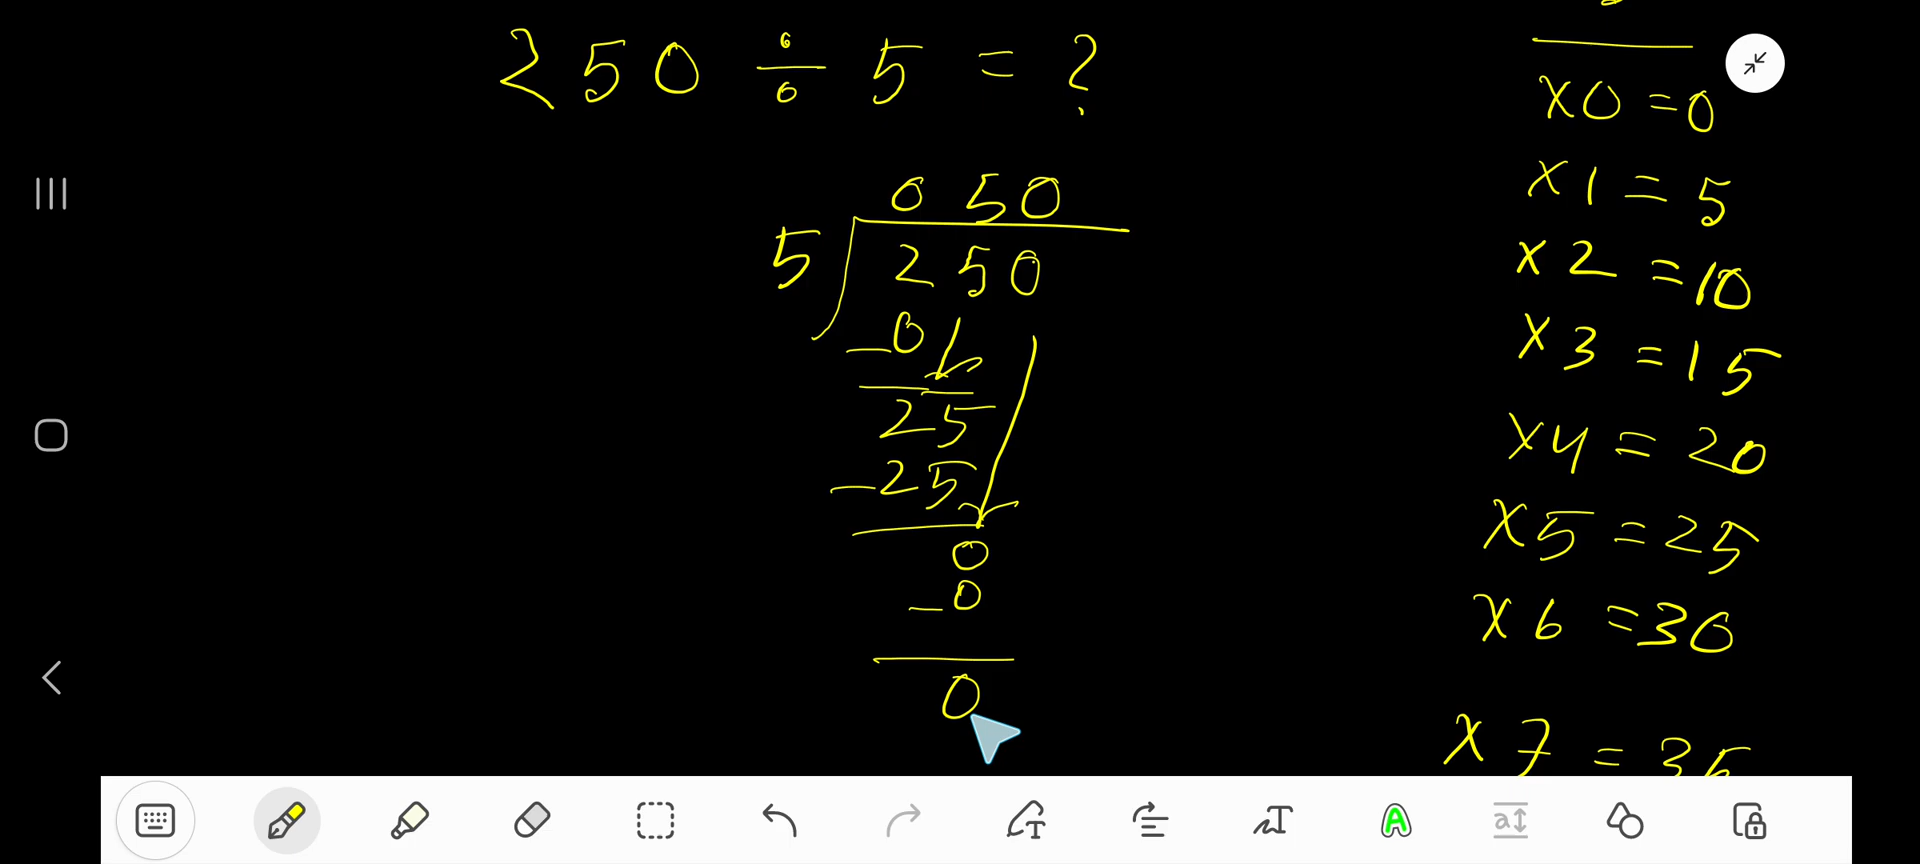 250 ÷ 5 = ?
050
5 250
-0
25
-25
0
-0
0
x0 = 0
x1 = 5
x2 = 10
x3 = 15
x4 = 20
x5 = 25
x6 = 30
x7 = 35